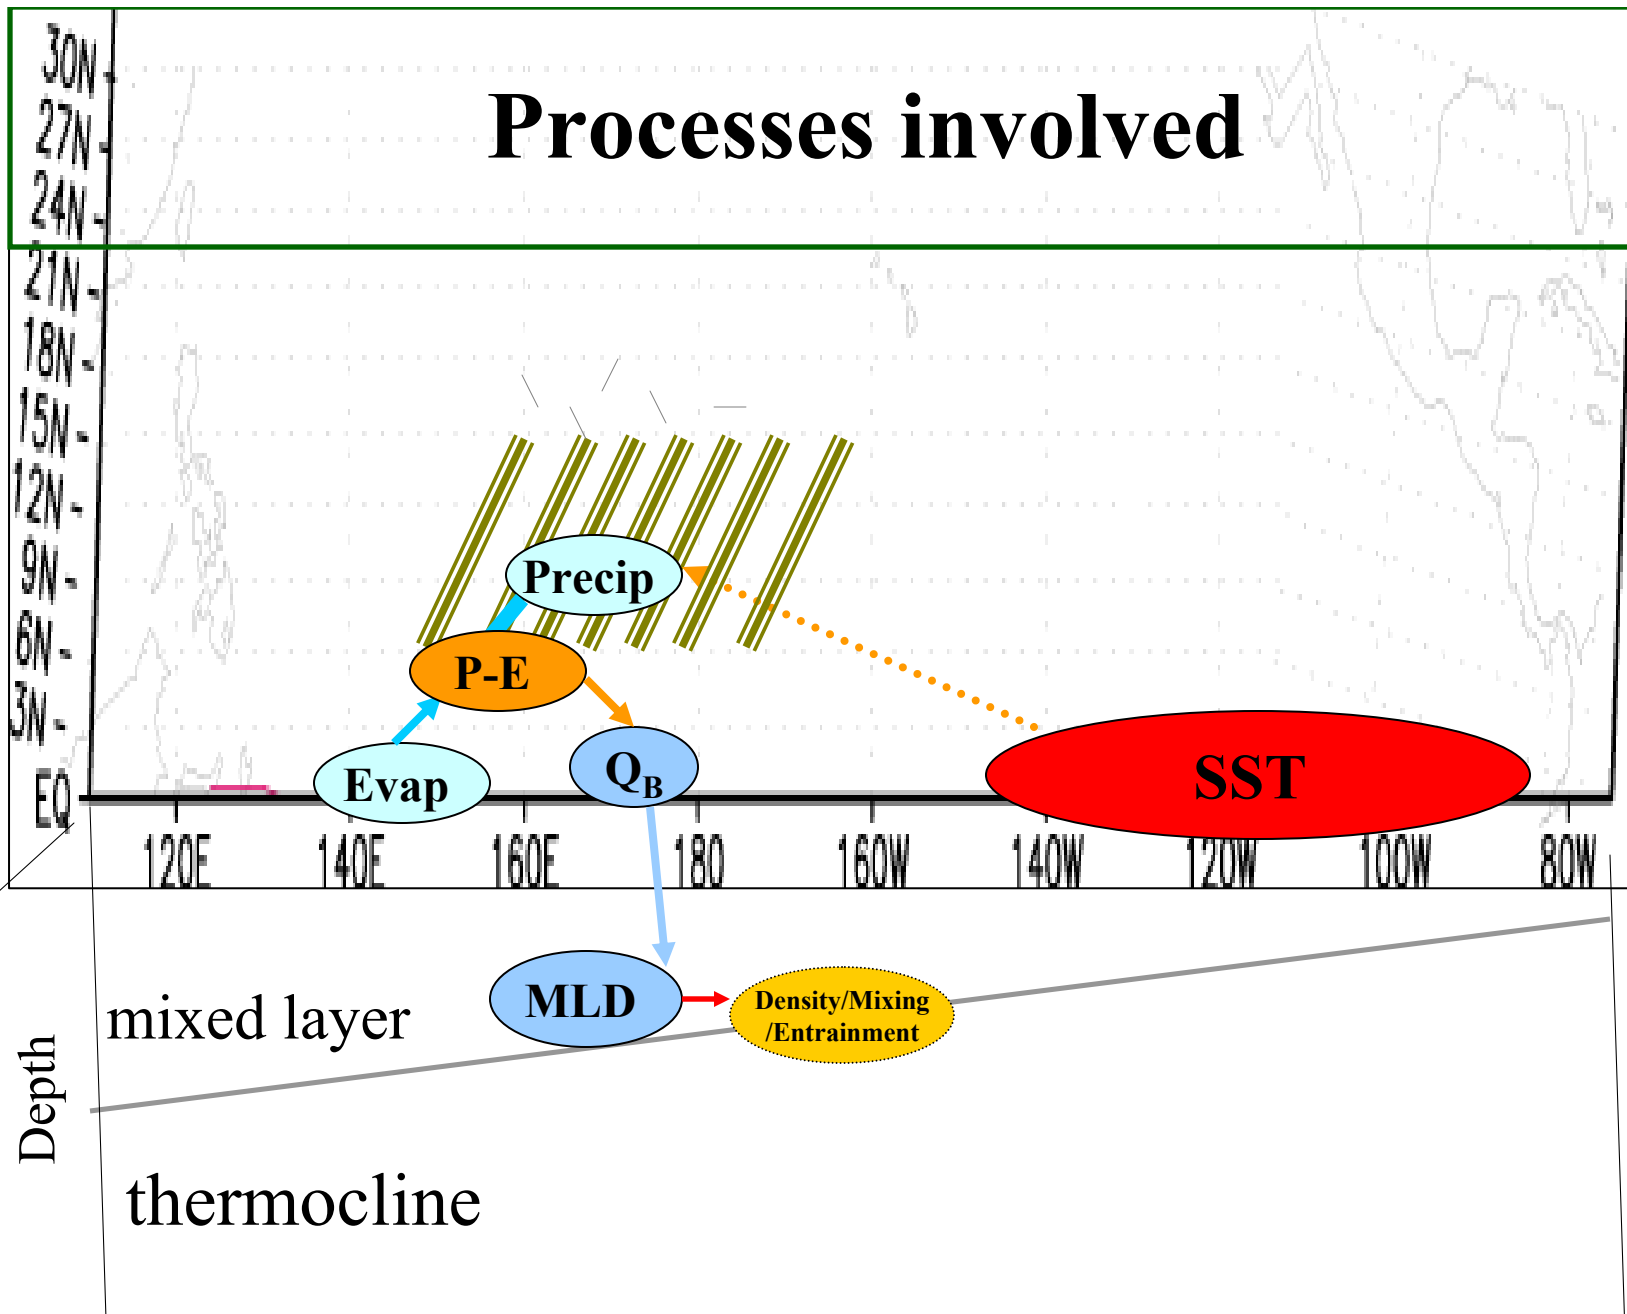 Processes involved
30N
27N
24N
21N
18N
15N
12N
9N
6N
3N
EQ
Precip
P-E
Evap
QB
SST
120E 140E 160E 180 160W 140W 120W 100W 80W
MLD
Density/Mixing
/Entrainment
mixed layer
Depth
thermocline